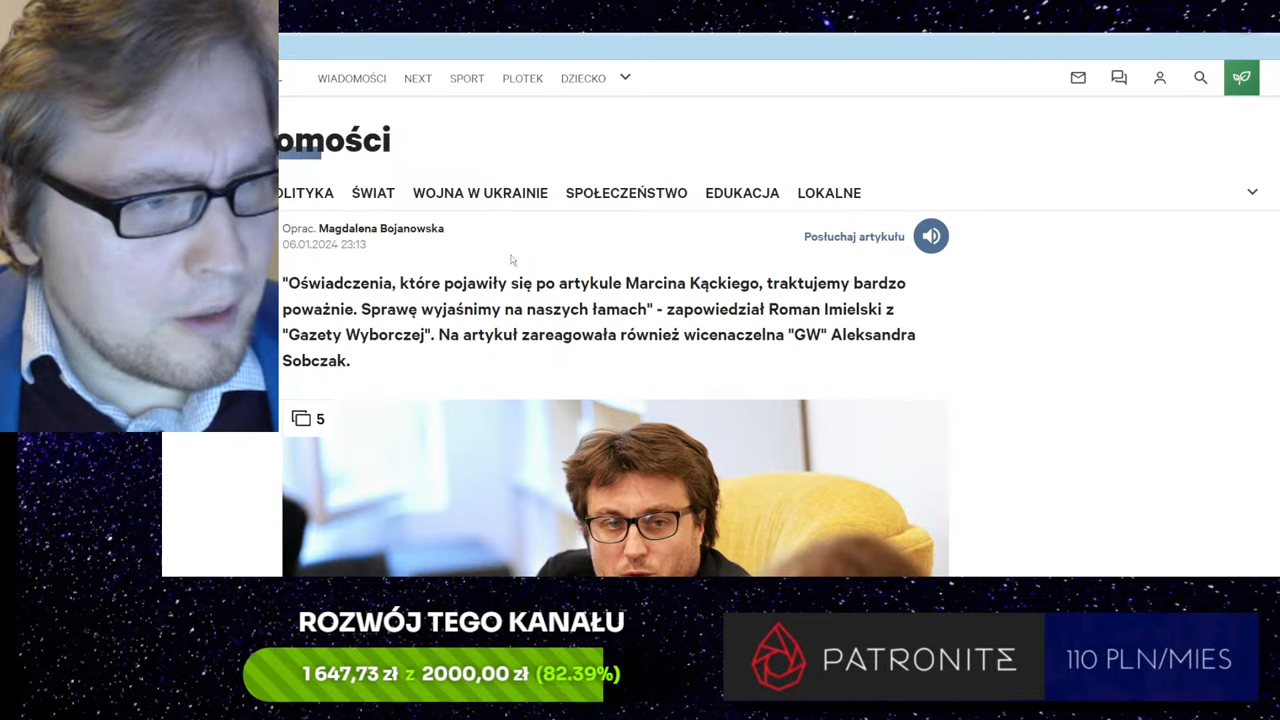 WIADOMOŚCI NEXT SPORT PLOTEK DZIECKO
omości
OLITYKA ŚWIAT WOJNA W UKRAINIE SPOŁECZEŃSTWO EDUKACJA LOKALNE
Oprac. Magdalena Bojanowska
06.01.2024 23:13
Posłuchaj artykułu
"Oświadczenia, które pojawiły się po artykule Marcina Kąckiego, traktujemy bardzo
poważnie. Sprawę wyjaśnimy na naszych łamach" - zapowiedział Roman Imielski z
"Gazety Wyborczej". Na artykuł zareagowała również wicenaczelna "GW" Aleksandra
Sobczak.
5
ROZWÓJ TEGO KANAŁU
1 647,73 zł z 2000,00 zł (82.39%)
PATRONITE 110 PLN/MIES